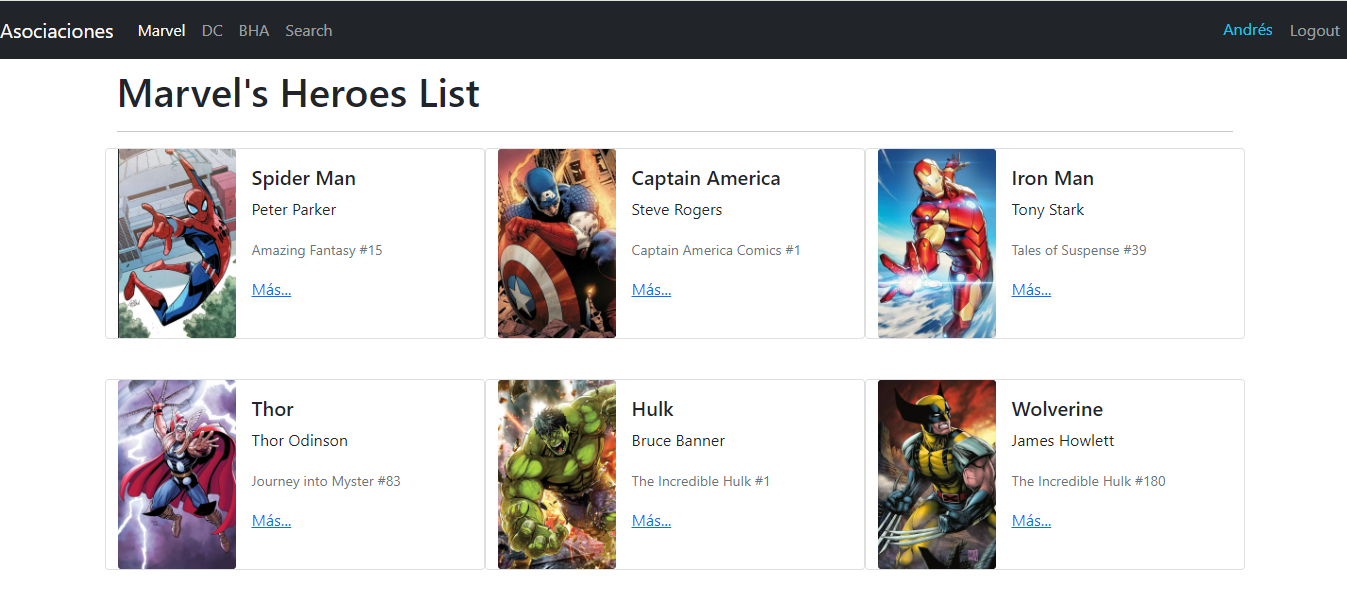 Asociaciones Marvel DC BHA Search Andrés Logout
Marvel's Heroes List
Spider Man
Peter Parker
Amazing Fantasy #15
Más...
Captain America
Steve Rogers
Captain America Comics #1
Más...
Iron Man
Tony Stark
Tales of Suspense #39
Más...
Thor
Thor Odinson
Journey into Myster #83
Más...
Hulk
Bruce Banner
The Incredible Hulk #1
Más...
Wolverine
James Howlett
The Incredible Hulk #180
Más...